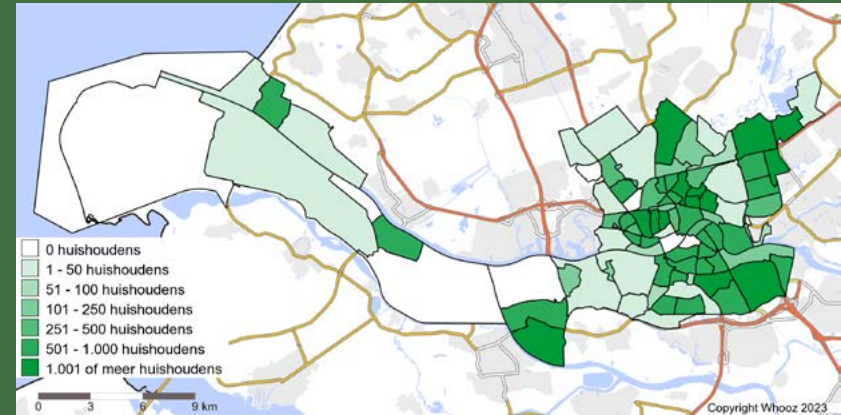 0 huishoudens
1 - 50 huishoudens
51 - 100 huishoudens
101 - 250 huishoudens
251 - 500 huishoudens
501 - 1.000 huishoudens
1.001 of meer huishoudens
0 3 6 9 km
Copyright Whooz 2023